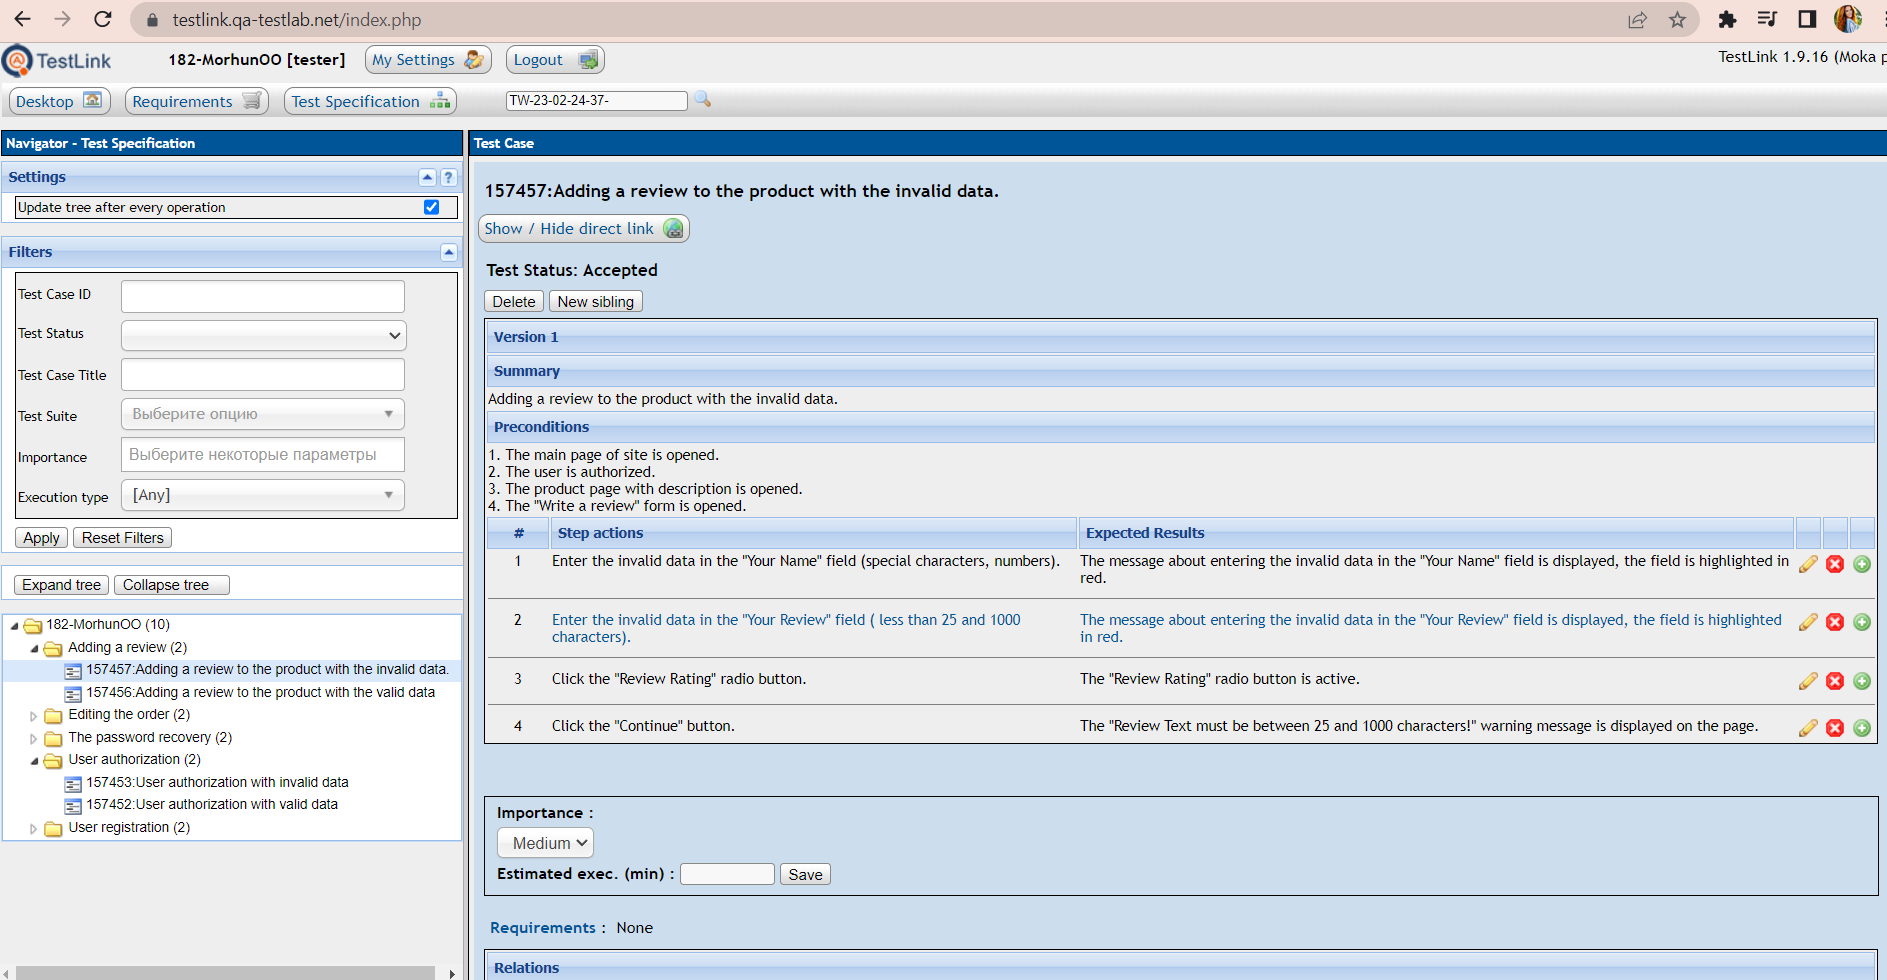 testlink.qa-testlab.net/index.php
TestLink
182-MorhunOO [tester]
My Settings
Logout
TestLink 1.9.16 (Moka p
Desktop
Requirements
Test Specification
TW-23-02-24-37-
Navigator - Test Specification
Settings
?
Update tree after every operation
Filters
Test Case ID
Test Status
Test Case Title
Test Suite
Выберите опцию
Importance
Выберите некоторые параметры
Execution type
[Any]
Apply
Reset Filters
Expand tree
Collapse tree
182-MorhunOO (10)
Adding a review (2)
157457:Adding a review to the product with the invalid data.
157456:Adding a review to the product with the valid data
Editing the order (2)
The password recovery (2)
User authorization (2)
157453:User authorization with invalid data
157452:User authorization with valid data
User registration (2)
Test Case
157457:Adding a review to the product with the invalid data.
Show / Hide direct link
Test Status: Accepted
Delete
New sibling
Version 1
Summary
Adding a review to the product with the invalid data.
Preconditions
1. The main page of site is opened.
2. The user is authorized.
3. The product page with description is opened.
4. The "Write a review" form is opened.
# Step actions Expected Results
1 Enter the invalid data in the "Your Name" field (special characters, numbers). The message about entering the invalid data in the "Your Name" field is displayed, the field is highlighted in
red.
2 Enter the invalid data in the "Your Review" field ( less than 25 and 1000 The message about entering the invalid data in the "Your Review" field is displayed, the field is highlighted
characters). in red.
3 Click the "Review Rating" radio button. The "Review Rating" radio button is active.
4 Click the "Continue" button. The "Review Text must be between 25 and 1000 characters!" warning message is displayed on the page.
Importance :
Medium
Estimated exec. (min) :
Save
Requirements : None
Relations